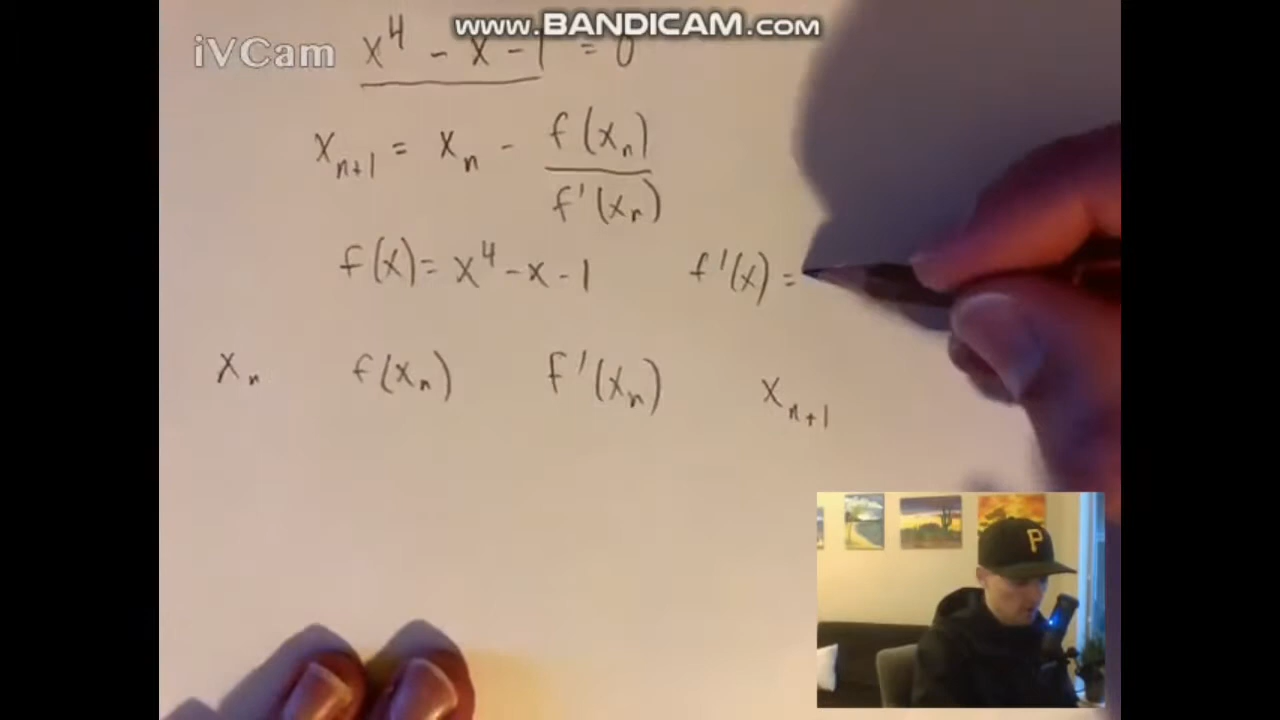 www.BANDICAM.com
iVCam x⁴ - x - 1 = 0
xₙ₊₁ = xₙ - f(xₙ)
f'(xₙ)
f(x) = x⁴ - x - 1 f'(x) =
xₙ f(xₙ) f'(xₙ) xₙ₊₁
P